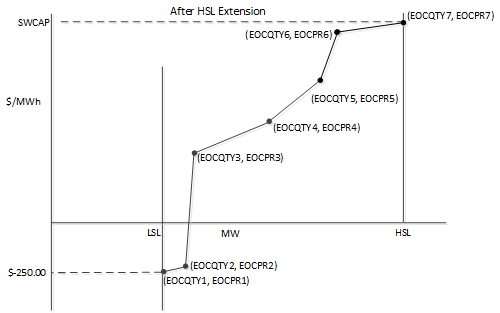 After HSL Extension
SWCAP
(EOCQTY7, EOCPR7)
(EOCQTY6, EOCPR6)
$/MWh
(EOCQTY5, EOCPR5)
(EOCQTY4, EOCPR4)
(EOCQTY3, EOCPR3)
LSL
MW
HSL
(EOCQTY2, EOCPR2)
$-250.00
(EOCQTY1, EOCPR1)